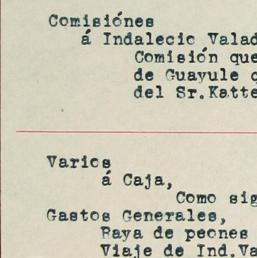 Comisiónes
á Indalecio Valad
Comisión que
de Guayule
del Sr.Katte
Varios
á Caja,
Como sig
Gastos Generales,
Raya de peones
Viaje de Ind.Va